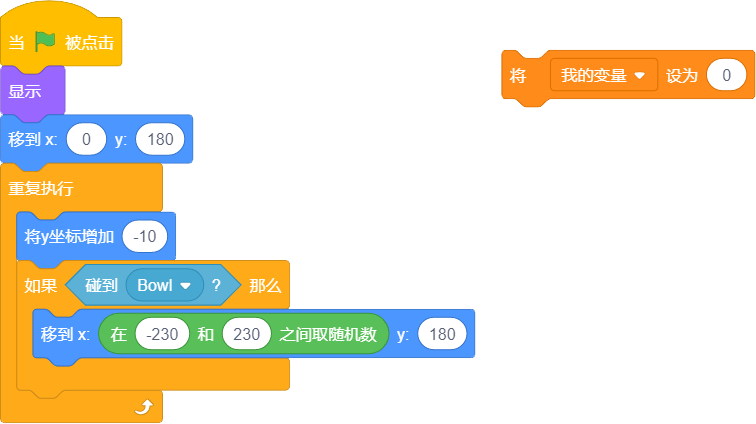 当 被点击
显示
移到 x: 0 y: 180
重复执行
将y坐标增加 -10
如果 碰到 Bowl ? 那么
移到 x: 在 -230 和 230 之间取随机数 y: 180
将 我的变量 设为 0